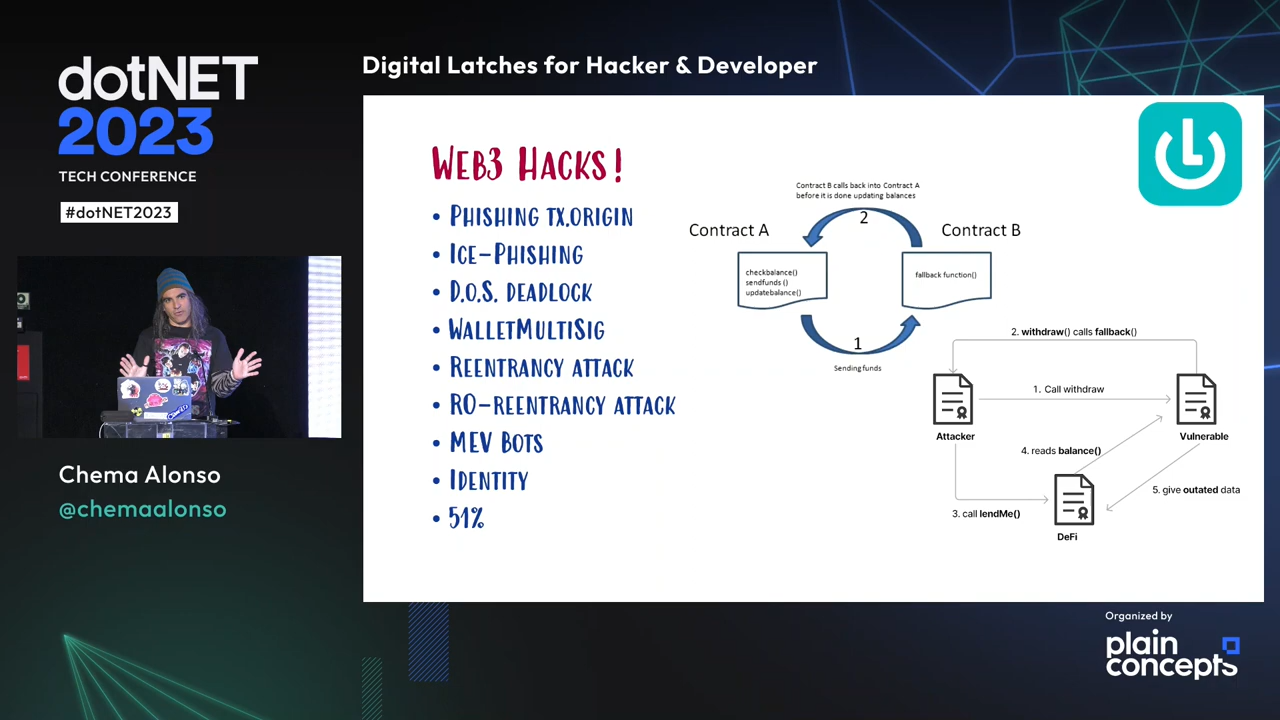 dotNET
2023
TECH CONFERENCE
#dotNET2023
Chema Alonso
@chemaalonso
Digital Latches for Hacker & Developer
WEB3 HACKS!
• PHISHING TX.ORIGIN
• ICE-PHISHING
• D.O.S. DEADLOCK
• WALLETMULTISIG
• REENTRANCY ATTACK
• RO-REENTRANCY ATTACK
• MEV BOTS
• IDENTITY
• 51%
Contract B calls back into Contract A
before it is done updating balances
2
Contract A
Contract B
checkbalance()
sendfunds ()
updatebalance()
fallback function()
1
Sending funds
2. withdraw() calls fallback()
1. Call withdraw
Attacker
Vulnerable
4. reads balance()
5. give outated data
3. call lendMe()
DeFi
Organized by
plain
concepts